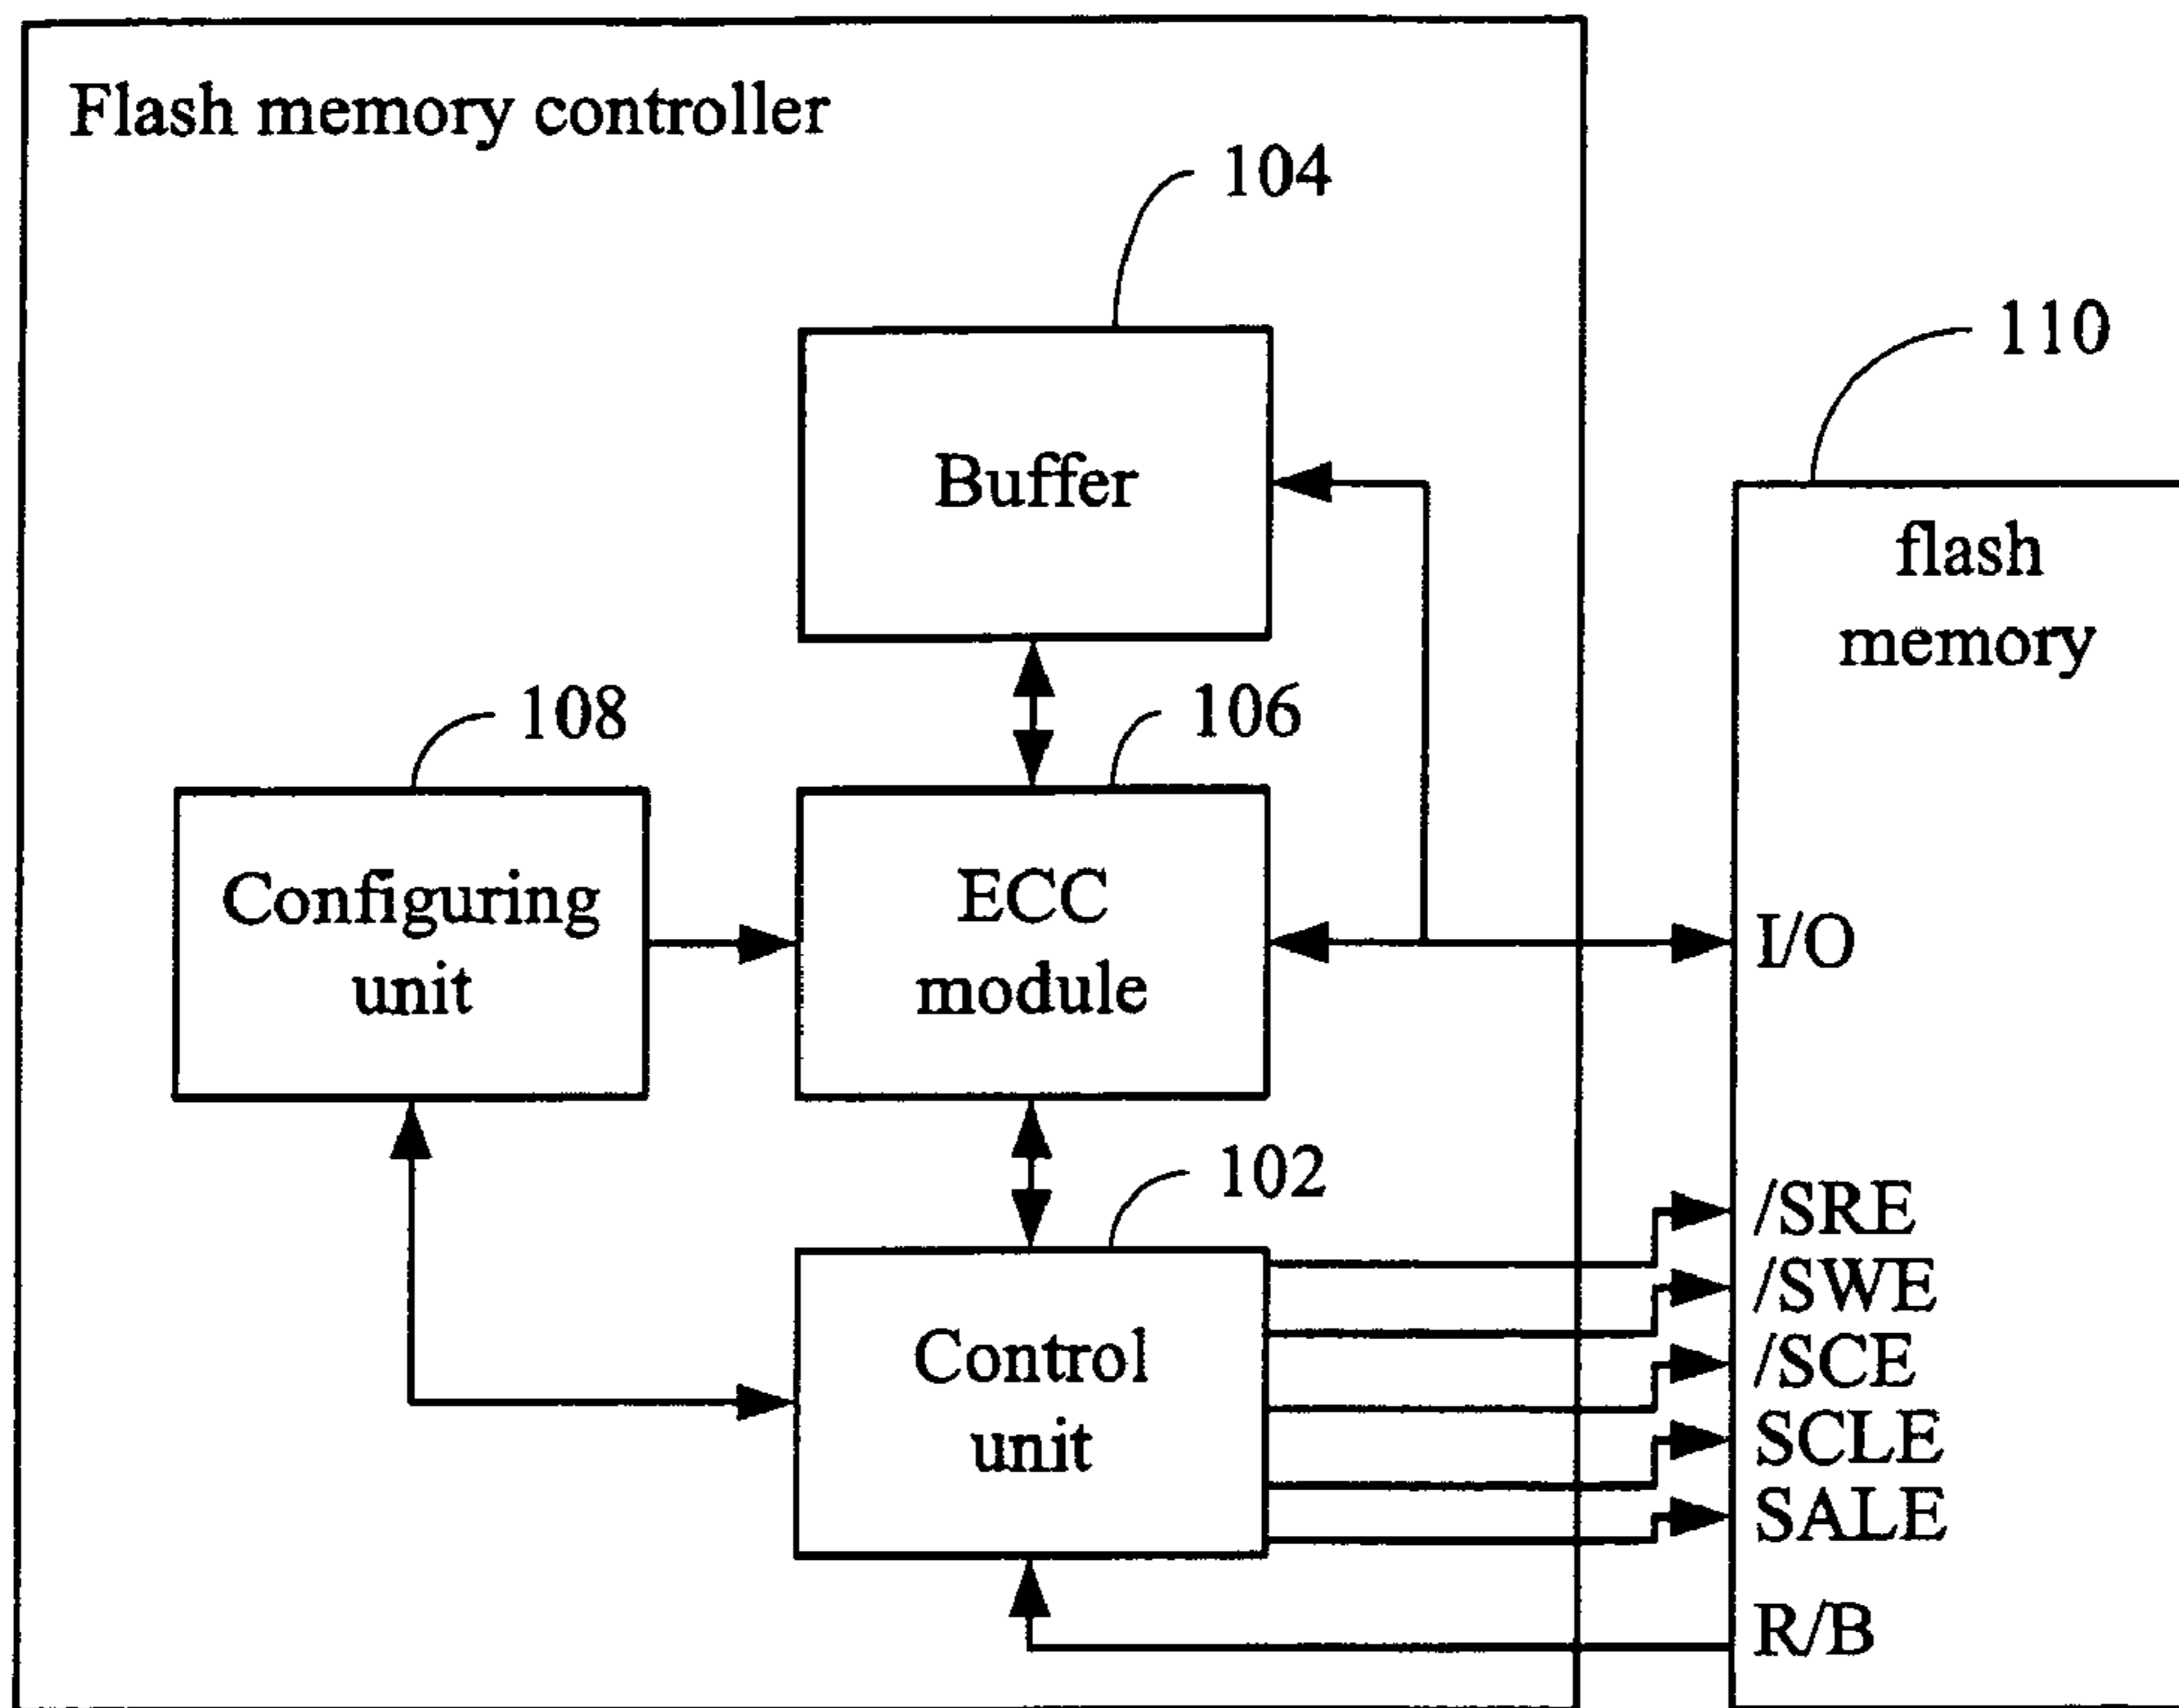 Flash memory controller
104
110
Buffer
flash
memory
108
106
Configuring
unit
ECC
module
I/O
102
/SRE
/SWE
/SCE
SCLE
SALE
Control
unit
R/B